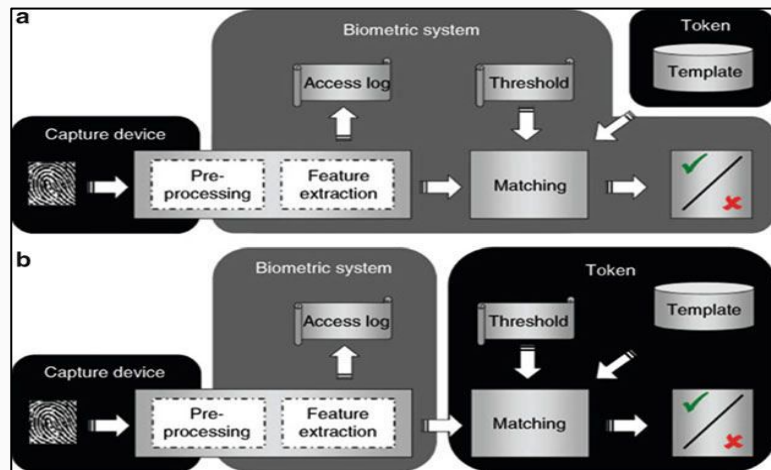 a
Biometric system
Token
Access log
Threshold
Template
Capture device
Pre-
processing
Feature
extraction
Matching
b
Biometric system
Token
Access log
Threshold
Template
Capture device
Pre-
processing
Feature
extraction
Matching